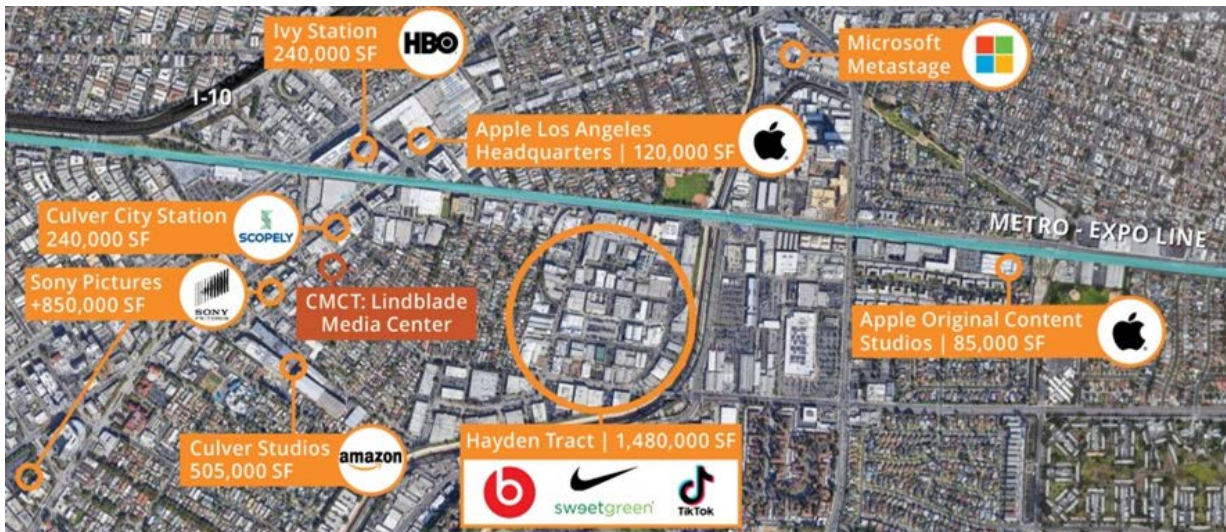 Ivy Station
240,000 SF
HBO
Microsoft
Metastage
I-10
Apple Los Angeles
Headquarters | 120,000 SF
Culver City Station
240,000 SF
SCOPELY
METRO - EXPO LINE
Sony Pictures
+850,000 SF
SONY
PICTURES
CMCT: Lindblade
Media Center
Apple Original Content
Studios | 85,000 SF
Culver Studios
505,000 SF
amazon
Hayden Tract | 1,480,000 SF
b
sweetgreen
TikTok